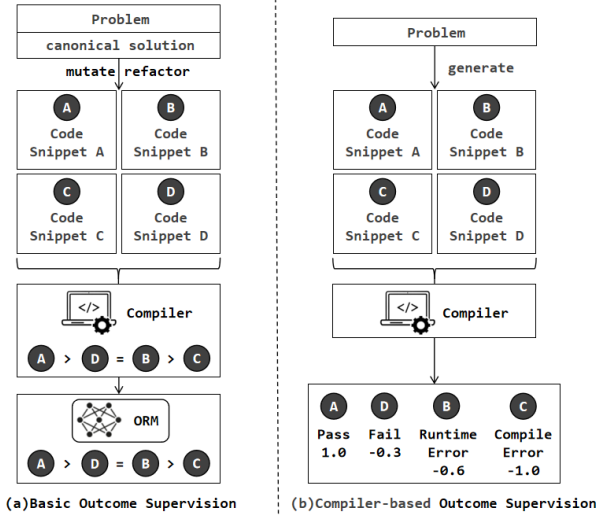 Problem
canonical solution
mutate refactor
A
Code
Snippet A
B
Code
Snippet B
C
Code
Snippet C
D
Code
Snippet D
</>
Compiler
A > D = B > C
ORM
A > D = B > C
(a)Basic Outcome Supervision
Problem
generate
A
Code
Snippet A
B
Code
Snippet B
C
Code
Snippet C
D
Code
Snippet D
</>
Compiler
A
Pass
1.0
D
Fail
-0.3
B
Runtime
Error
-0.6
C
Compile
Error
-1.0
(b)Compiler-based Outcome Supervision